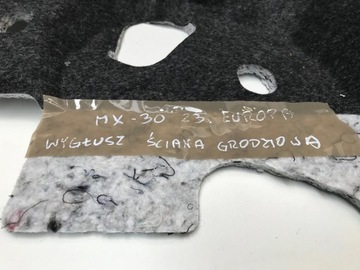 MX-30 23. EUROPA
WYGŁUSZ ŚCIANA GRODZIOWA